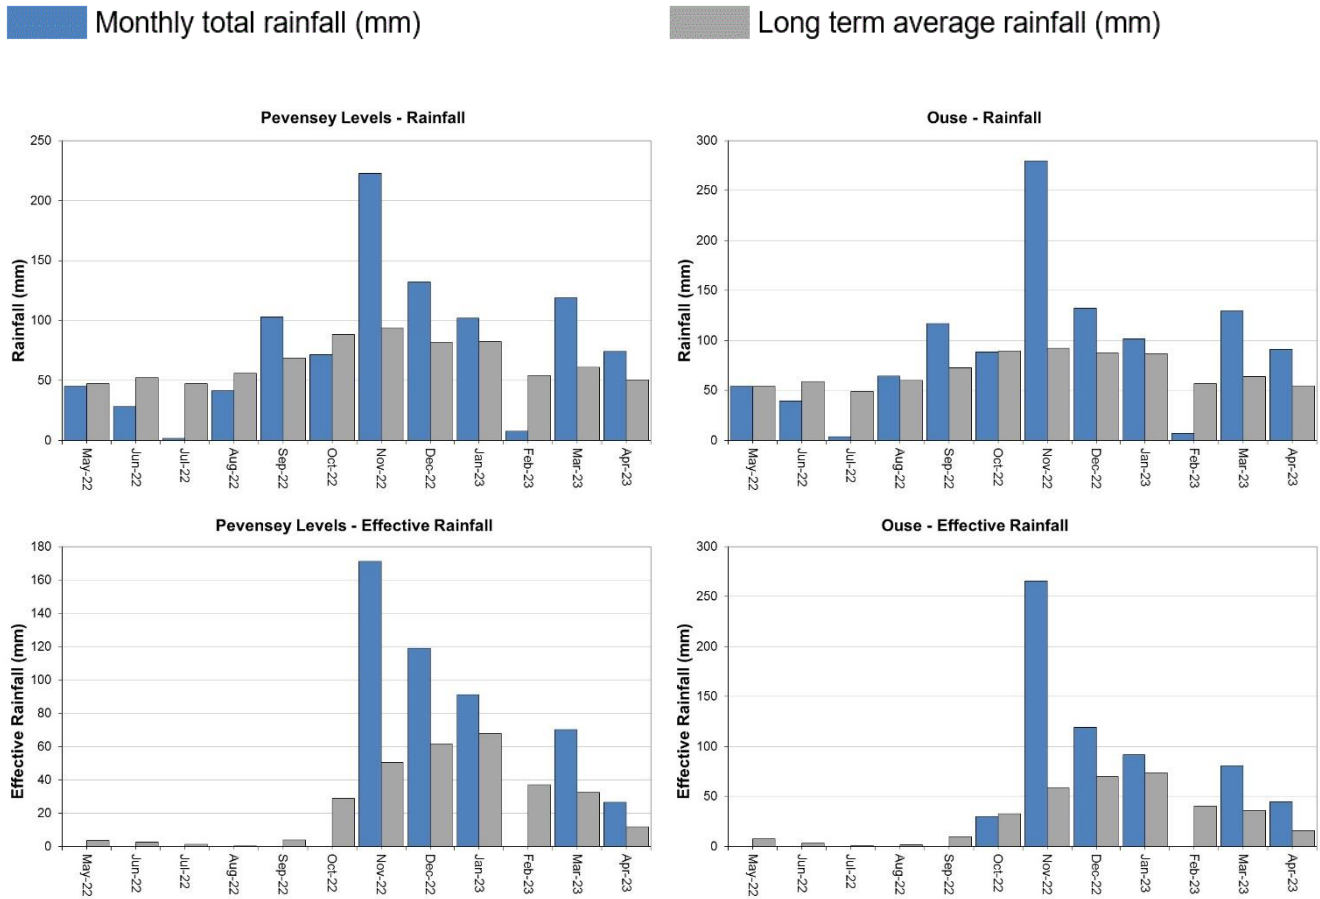 Monthly total rainfall (mm)
Long term average rainfall (mm)
Pevensey Levels - Rainfall
Rainfall (mm)
250
200
150
100
50
0
May-22
Jun-22
Jul-22
Aug-22
Sep-22
Oct-22
Nov-22
Dec-22
Jan-23
Feb-23
Mar-23
Apr-23
Ouse - Rainfall
Rainfall (mm)
300
250
200
150
100
50
0
May-22
Jun-22
Jul-22
Aug-22
Sep-22
Oct-22
Nov-22
Dec-22
Jan-23
Feb-23
Mar-23
Apr-23
Pevensey Levels - Effective Rainfall
Effective Rainfall (mm)
180
160
140
120
100
80
60
40
20
0
May-22
Jun-22
Jul-22
Aug-22
Sep-22
Oct-22
Nov-22
Dec-22
Jan-23
Feb-23
Mar-23
Apr-23
Ouse - Effective Rainfall
Effective Rainfall (mm)
300
250
200
150
100
50
0
May-22
Jun-22
Jul-22
Aug-22
Sep-22
Oct-22
Nov-22
Dec-22
Jan-23
Feb-23
Mar-23
Apr-23